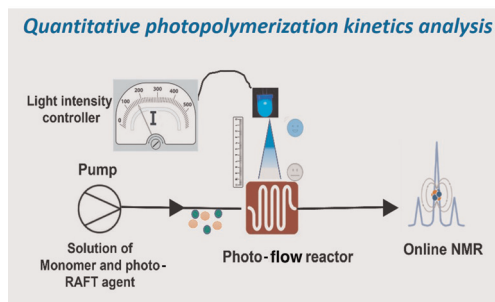 Quantitative photopolymerization kinetics analysis
Light intensity
controller
0 100 200 300 400 500
I
Pump
Solution of
Monomer and photo-
RAFT agent
Photo-flow reactor
Online NMR